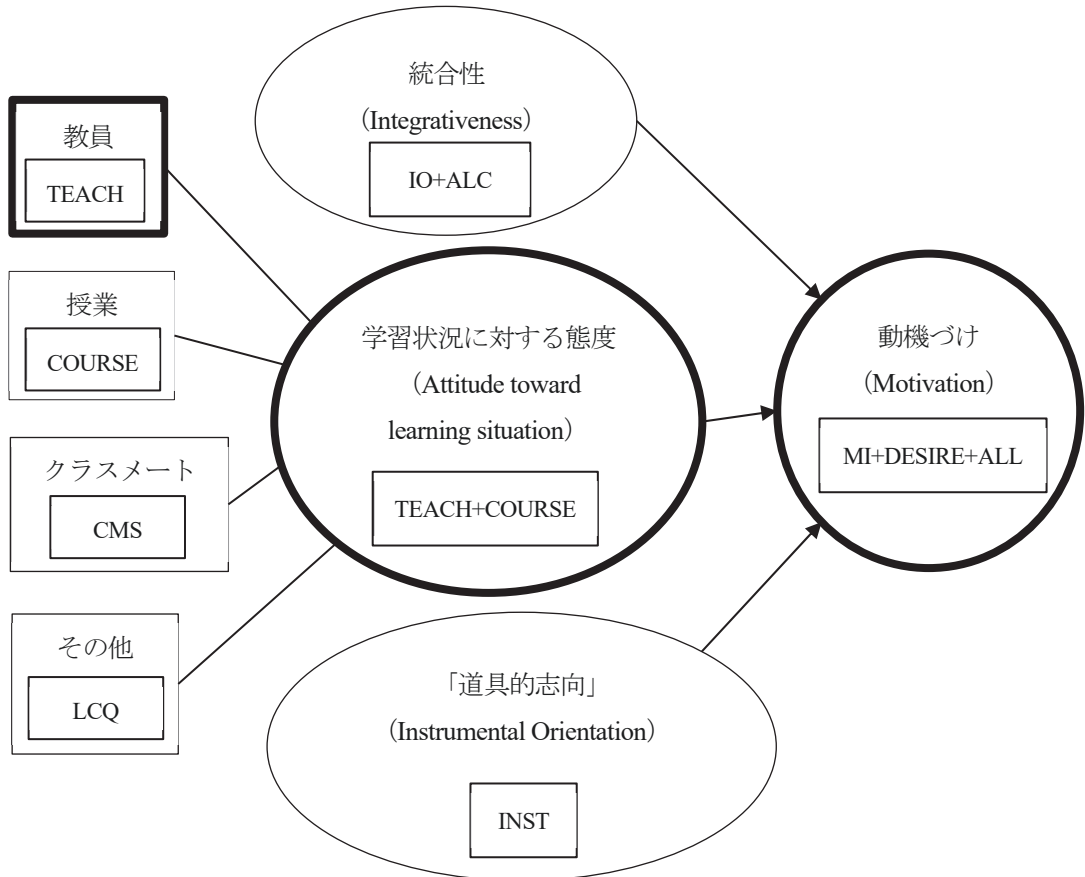 教員
TEACH
授業
COURSE
クラスメート
CMS
その他
LCQ
統合性
(Integrativeness)
IO+ALC
学習状況に対する態度
（Attitude toward
learning situation）
TEACH+COURSE
「道具的志向」
（Instrumental Orientation）
INST
動機づけ
（Motivation）
MI+DESIRE+ALL